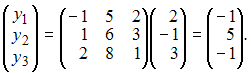 (y₁ y₂ y₃) = (−1 5 2; 1 6 3; 2 8 1)(2 −1 3) = (−1 5 −1).